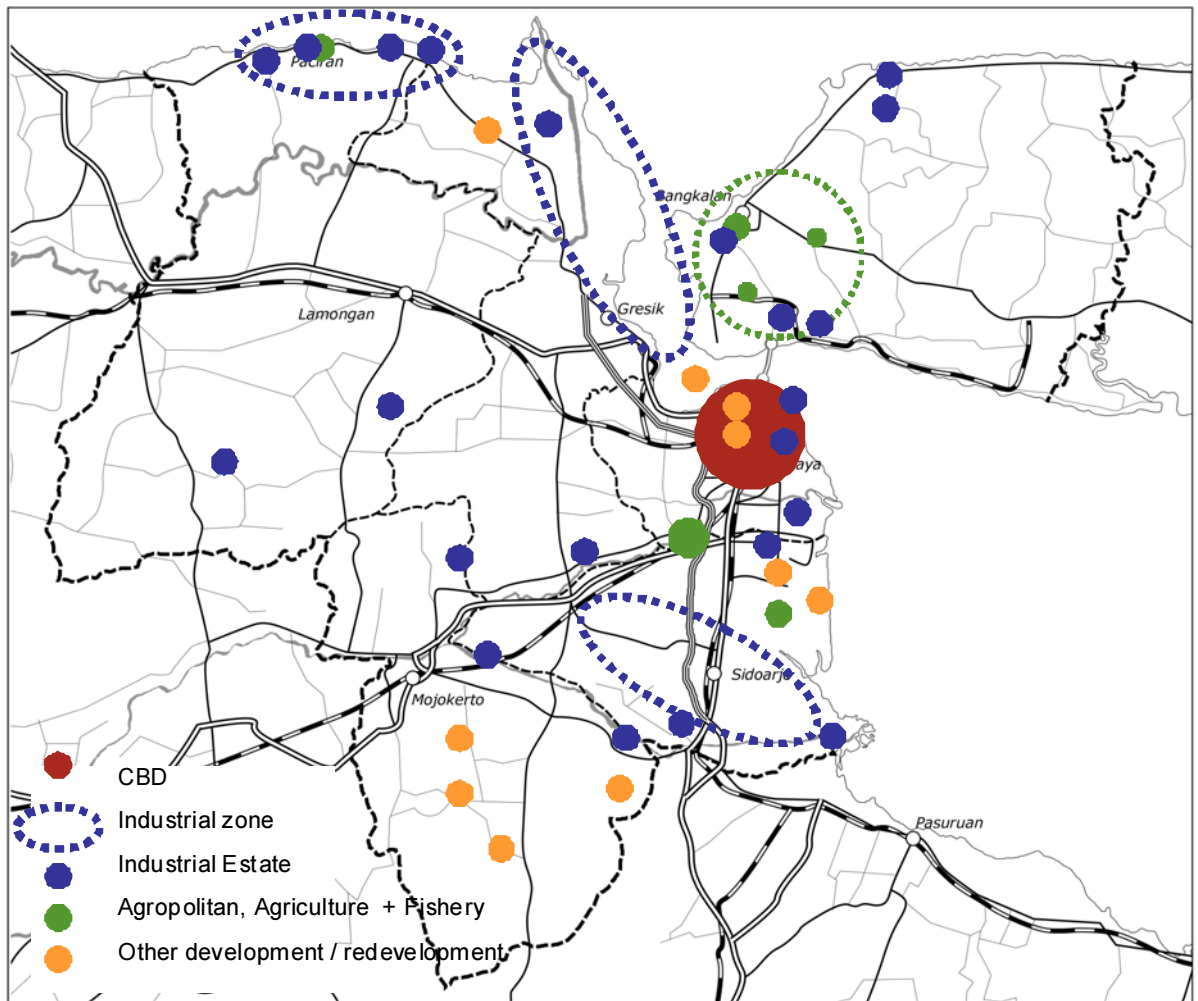 Paciran
Bangkalan
Gresik
Lamongan
aya
Sidoarjo
Mojokerto
Pasuruan
CBD
Industrial zone
Industrial Estate
Agropolitan, Agriculture + Fishery
Other development / redevelopment